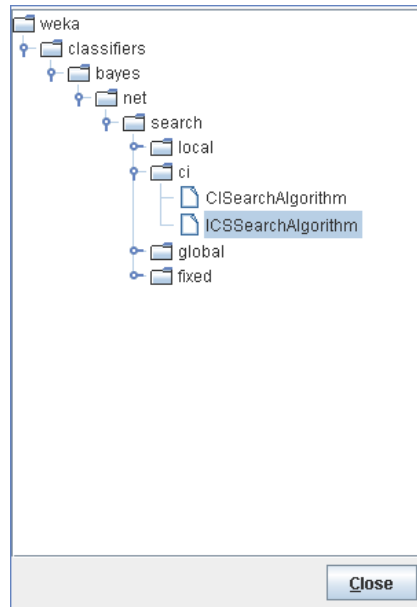 weka
classifiers
bayes
net
search
local
ci
CISearchAlgorithm
ICSSearchAlgorithm
global
fixed
Close